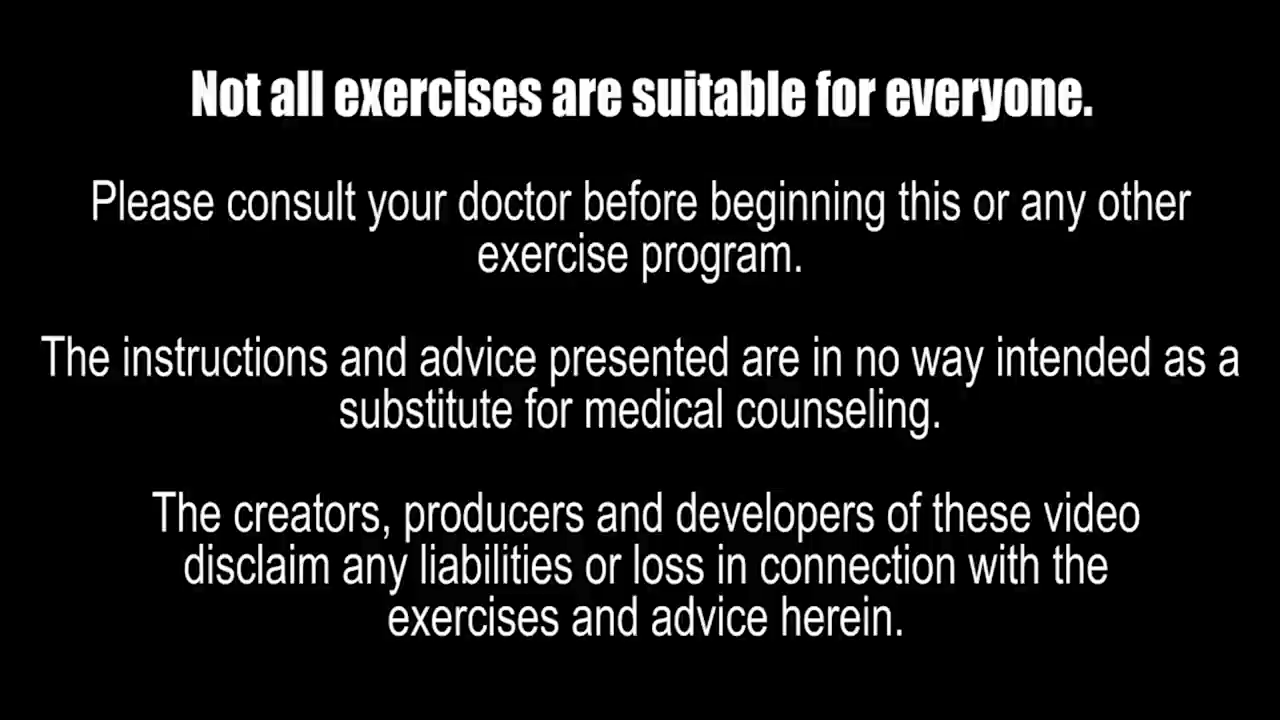 Not all exercises are suitable for everyone.
Please consult your doctor before beginning this or any other
exercise program.
The instructions and advice presented are in no way intended as a
substitute for medical counseling.
The creators, producers and developers of these video
disclaim any liabilities or loss in connection with the
exercises and advice herein.